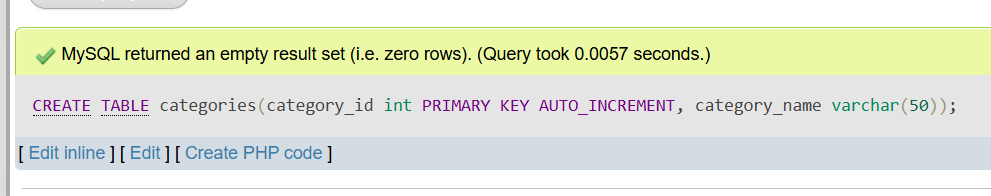 MySQL returned an empty result set (i.e. zero rows). (Query took 0.0057 seconds.)
CREATE TABLE categories(category_id int PRIMARY KEY AUTO_INCREMENT, category_name varchar(50));
[ Edit inline ] [ Edit ] [ Create PHP code ]